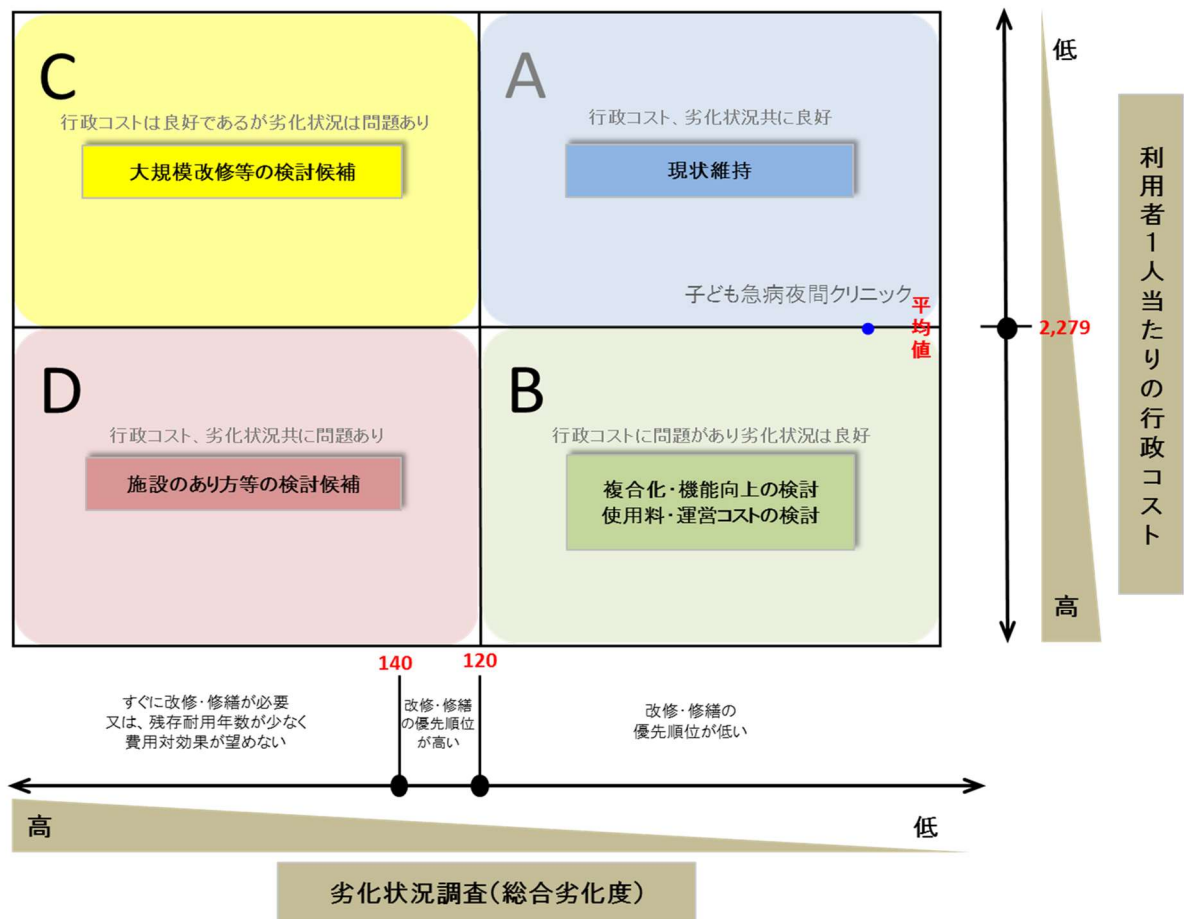 C
行政コストは良好であるが劣化状況は問題あり
大規模改修等の検討候補
A
行政コスト、劣化状況共に良好
現状維持
子ども急病夜間クリニック
平均値
D
行政コスト、劣化状況共に問題あり
施設のあり方等の検討候補
B
行政コストに問題があり劣化状況は良好
複合化・機能向上の検討
使用料・運営コストの検討
低
2,279
高
利用者1人当たりの行政コスト
140
120
すぐに改修・修繕が必要
又は、残存耐用年数が少なく
費用対効果が望めない
改修・修繕
の優先順位
が高い
改修・修繕の
優先順位が低い
高
低
劣化状況調査(総合劣化度)